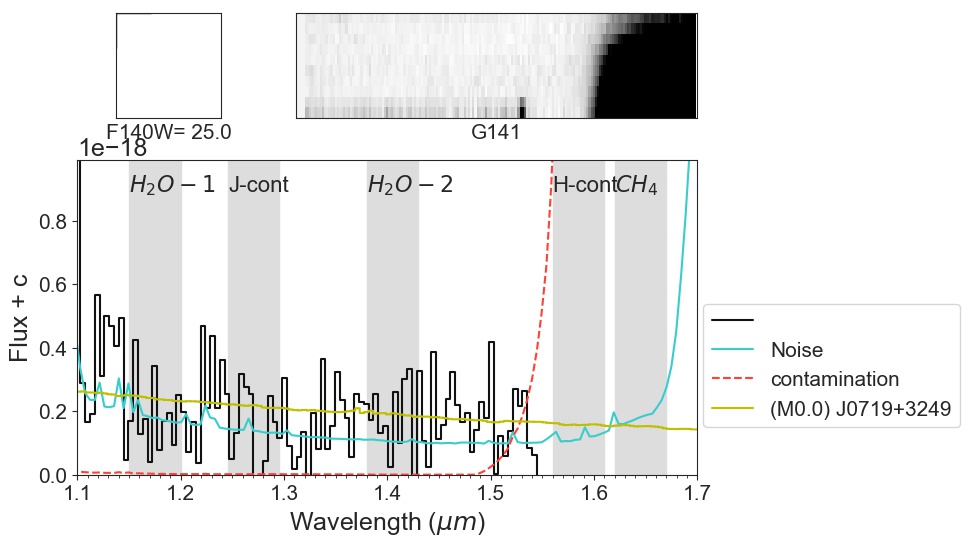 F140W= 25.0
G141
1e−18
H₂O − 1 J-cont H₂O − 2 H-cont CH₄
0.8
0.6
0.4
0.2
0.0
Flux + c
1.1 1.2 1.3 1.4 1.5 1.6 1.7
Wavelength (μm)
Noise
contamination
(M0.0) J0719+3249